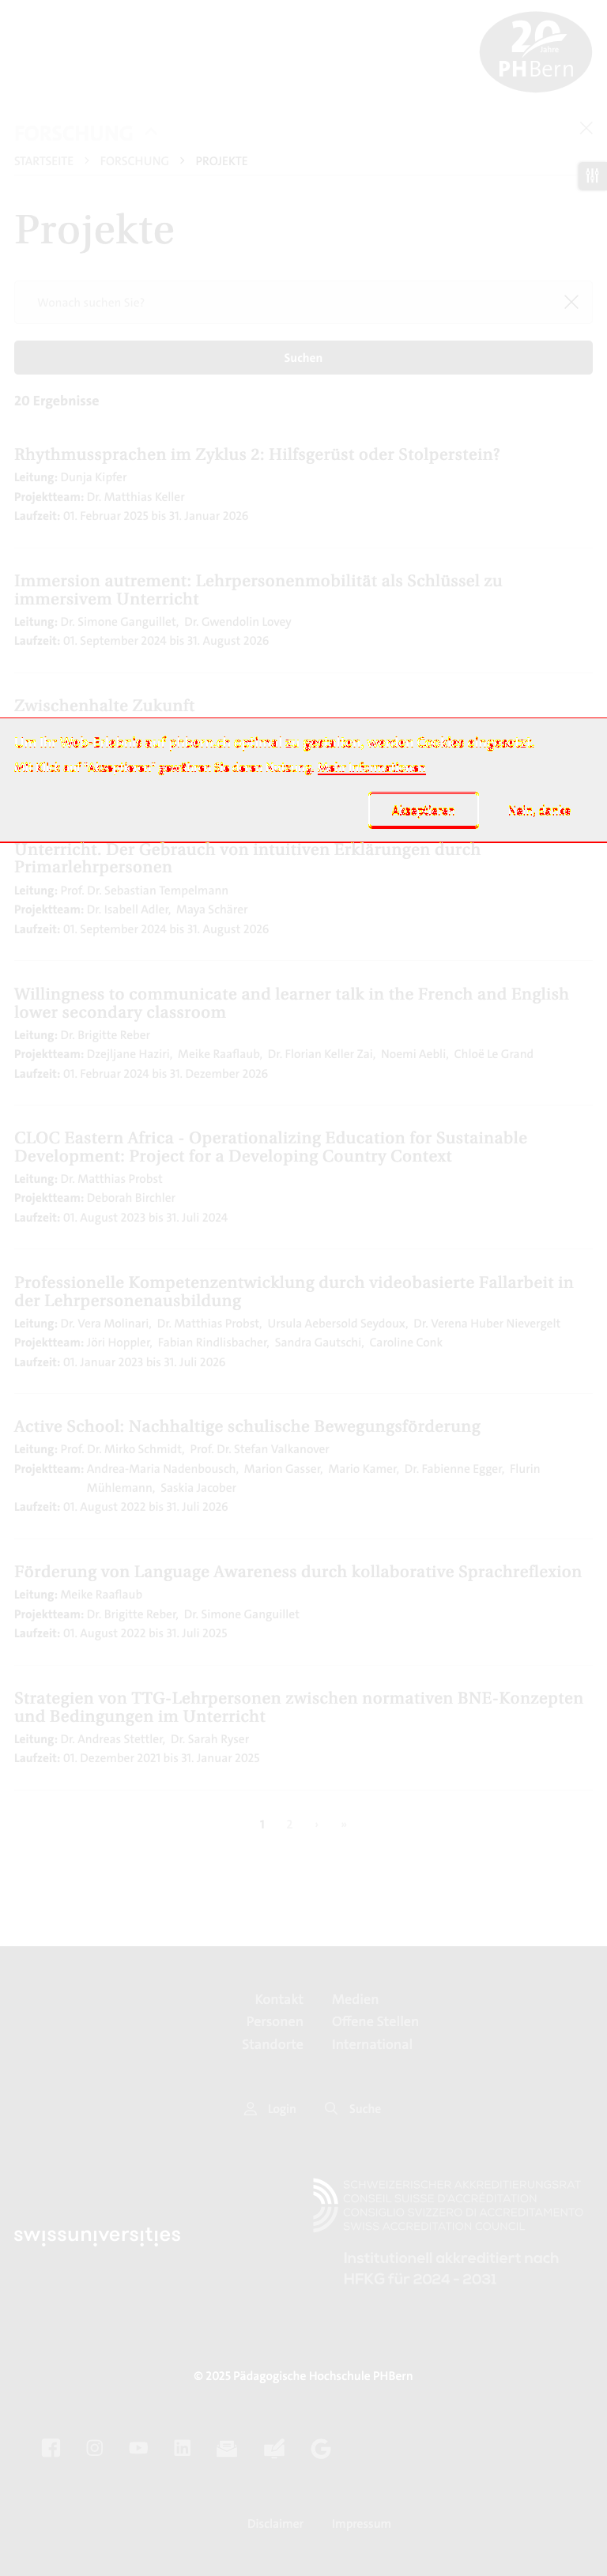 20 Jahre
PHBern
FORSCHUNG
STARTSEITE > FORSCHUNG > PROJEKTE
Projekte
Wonach suchen Sie?
Suchen
20 Ergebnisse
Rhythmussprachen im Zyklus 2: Hilfsgerüst oder Stolperstein?
Leitung: Dunja Kipfer
Projektteam: Dr. Matthias Keller
Laufzeit: 01. Februar 2025 bis 31. Januar 2026
Immersion autrement: Lehrpersonenmobilität als Schlüssel zu
immersivem Unterricht
Leitung: Dr. Simone Ganguillet, Dr. Gwendolin Lovey
Laufzeit: 01. September 2024 bis 31. August 2026
Zwischenhalte Zukunft
Um Ihr Web-Erlebnis auf phbern.ch optimal zu gestalten, werden Cookies eingesetzt.
Mit Klick auf "Akzeptieren" gewähren Sie deren Nutzung. Mehr Informationen
Akzeptieren Nein, danke
Unterricht. Der Gebrauch von intuitiven Erklärungen durch
Primarlehrpersonen
Leitung: Prof. Dr. Sebastian Tempelmann
Projektteam: Dr. Isabell Adler, Maya Schärer
Laufzeit: 01. September 2024 bis 31. August 2026
Willingness to communicate and learner talk in the French and English
lower secondary classroom
Leitung: Dr. Brigitte Reber
Projektteam: Dzejljane Haziri, Meike Raaflaub, Dr. Florian Keller Zai, Noemi Aebli, Chloë Le Grand
Laufzeit: 01. Februar 2024 bis 31. Dezember 2026
CLOC Eastern Africa - Operationalizing Education for Sustainable
Development: Project for a Developing Country Context
Leitung: Dr. Matthias Probst
Projektteam: Deborah Birchler
Laufzeit: 01. August 2023 bis 31. Juli 2024
Professionelle Kompetenzentwicklung durch videobasierte Fallarbeit in
der Lehrpersonenausbildung
Leitung: Dr. Vera Molinari, Dr. Matthias Probst, Ursula Aebersold Seydoux, Dr. Verena Huber Nievergelt
Projektteam: Jöri Hoppler, Fabian Rindlisbacher, Sandra Gautschi, Caroline Conk
Laufzeit: 01. Januar 2023 bis 31. Juli 2026
Active School: Nachhaltige schulische Bewegungsförderung
Leitung: Prof. Dr. Mirko Schmidt, Prof. Dr. Stefan Valkanover
Projektteam: Andrea-Maria Nadenbousch, Marion Gasser, Mario Kamer, Dr. Fabienne Egger, Flurin
Mühlemann, Saskia Jacober
Laufzeit: 01. August 2022 bis 31. Juli 2026
Förderung von Language Awareness durch kollaborative Sprachreflexion
Leitung: Meike Raaflaub
Projektteam: Dr. Brigitte Reber, Dr. Simone Ganguillet
Laufzeit: 01. August 2022 bis 31. Juli 2025
Strategien von TTG-Lehrpersonen zwischen normativen BNE-Konzepten
und Bedingungen im Unterricht
Leitung: Dr. Andreas Stettler, Dr. Sarah Ryser
Laufzeit: 01. Dezember 2021 bis 31. Januar 2025
1 2 › »
Kontakt Medien
Personen Offene Stellen
Standorte International
Login Suche
SCHWEIZERISCHER AKKREDITIERUNGSRAT
CONSEIL SUISSE D'ACCREDITATION
CONSIGLIO SVIZZERO DI ACCREDITAMENTO
SWISS ACCREDITATION COUNCIL
swissuniversities
Institutionell akkreditiert nach
HFKG für 2024 - 2031
© 2025 Pädagogische Hochschule PHBern
Disclaimer Impressum